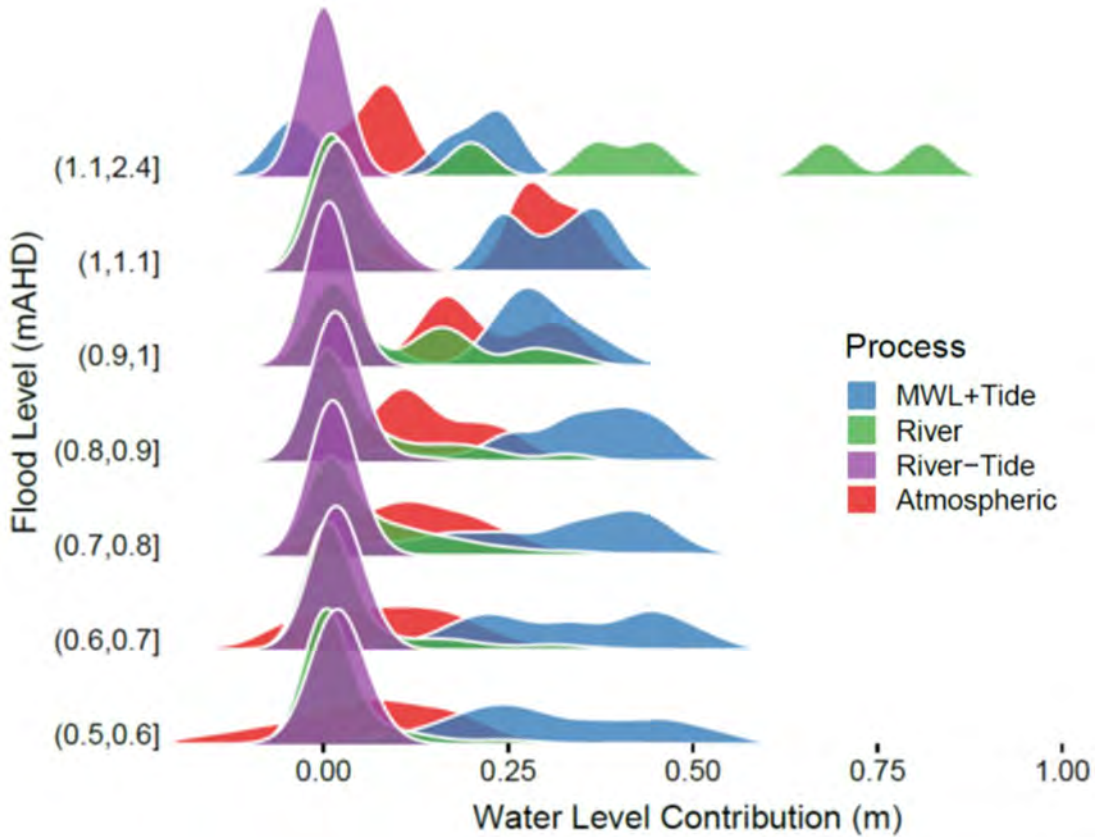 (1.1,2.4]
(1,1.1]
(0.9,1]
(0.8,0.9]
(0.7,0.8]
(0.6,0.7]
(0.5,0.6]
Flood Level (mAHD)
Process
MWL+Tide
River
River−Tide
Atmospheric
0.00 0.25 0.50 0.75 1.00
Water Level Contribution (m)